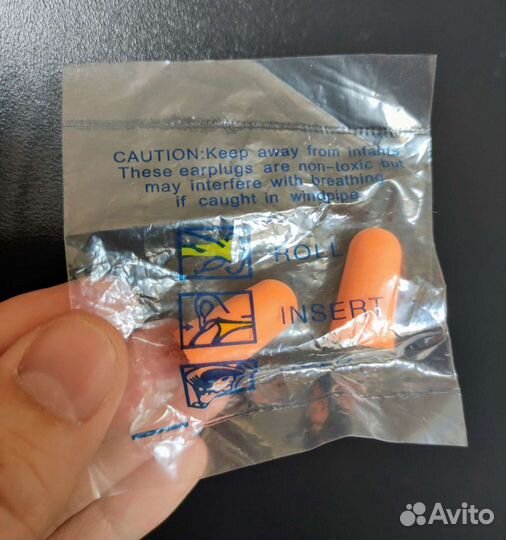 CAUTION:Keep away from infants
These earplugs are non-toxic but
may interfere with breathing
if caught in windpipe
ROLL
INSERT
Avito